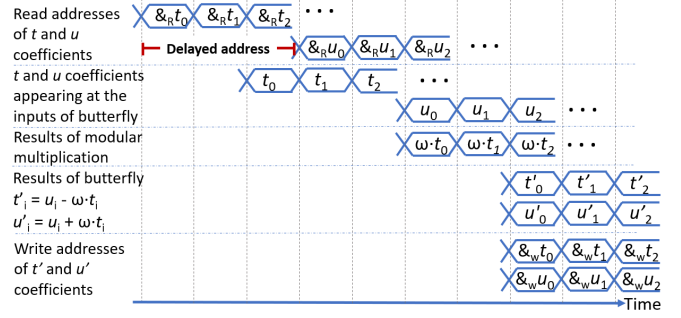 Read addresses
of t and u
coefficients
&Rt0 &Rt1 &Rt2 • • •
Delayed address
&Ru0 &Ru1 &Ru2 • • •
t and u coefficients
appearing at the
inputs of butterfly
t0 t1 t2 • • •
u0 u1 u2 • • •
Results of modular
multiplication
ω·t0 ω·t1 ω·t2 • • •
Results of butterfly
t'i = ui - ω·ti
u'i = ui + ω·ti
t'0 t'1 t'2
u'0 u'1 u'2
Write addresses
of t' and u'
coefficients
&wt0 &wt1 &wt2
&wu0 &wu1 &wu2
Time